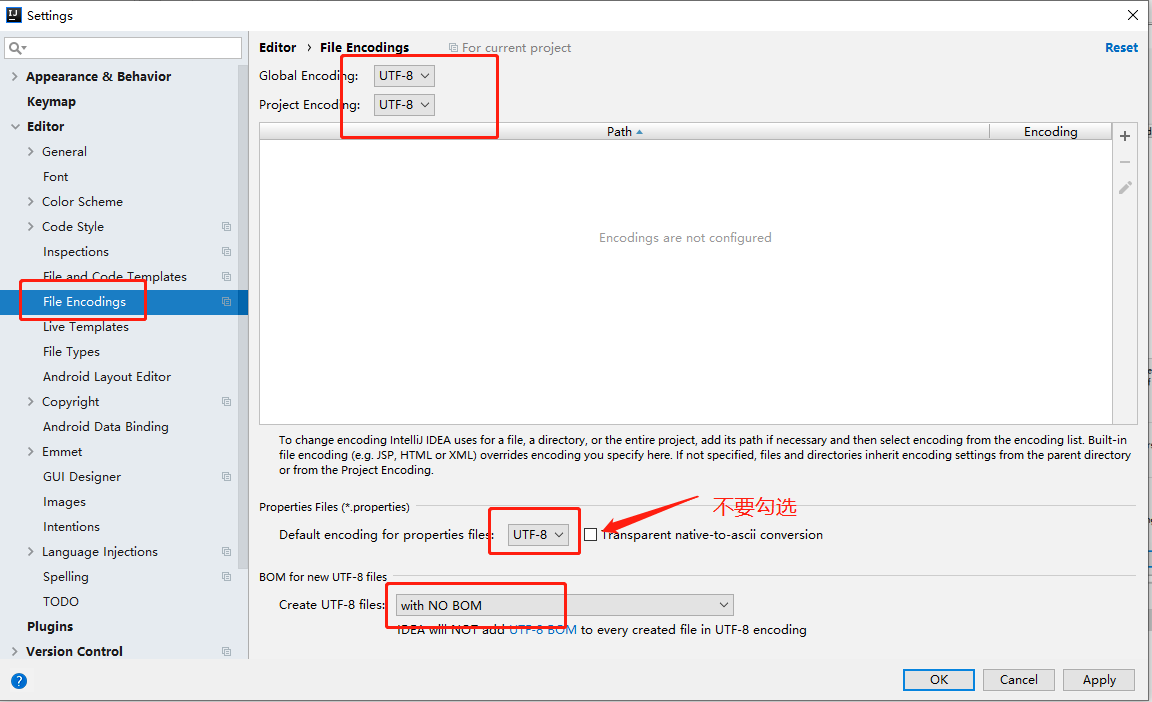 Settings
Editor › File Encodings For current project Reset
Global Encoding: UTF-8
Project Encoding: UTF-8
Path Encoding
Encodings are not configured
Appearance & Behavior
Keymap
Editor
General
Font
Color Scheme
Code Style
Inspections
File and Code Templates
File Encodings
Live Templates
File Types
Android Layout Editor
Copyright
Android Data Binding
Emmet
GUI Designer
Images
Intentions
Language Injections
Spelling
TODO
Plugins
Version Control
To change encoding IntelliJ IDEA uses for a file, a directory, or the entire project, add its path if necessary and then select encoding from the encoding list. Built-in
file encoding (e.g. JSP, HTML or XML) overrides encoding you specify here. If not specified, files and directories inherit encoding settings from the parent directory
or from the Project Encoding.
Properties Files (*.properties)
不要勾选
Default encoding for properties files: UTF-8 Transparent native-to-ascii conversion
BOM for new UTF-8 files
Create UTF-8 files: with NO BOM
IDEA will NOT add UTF-8 BOM to every created file in UTF-8 encoding
? OK Cancel Apply